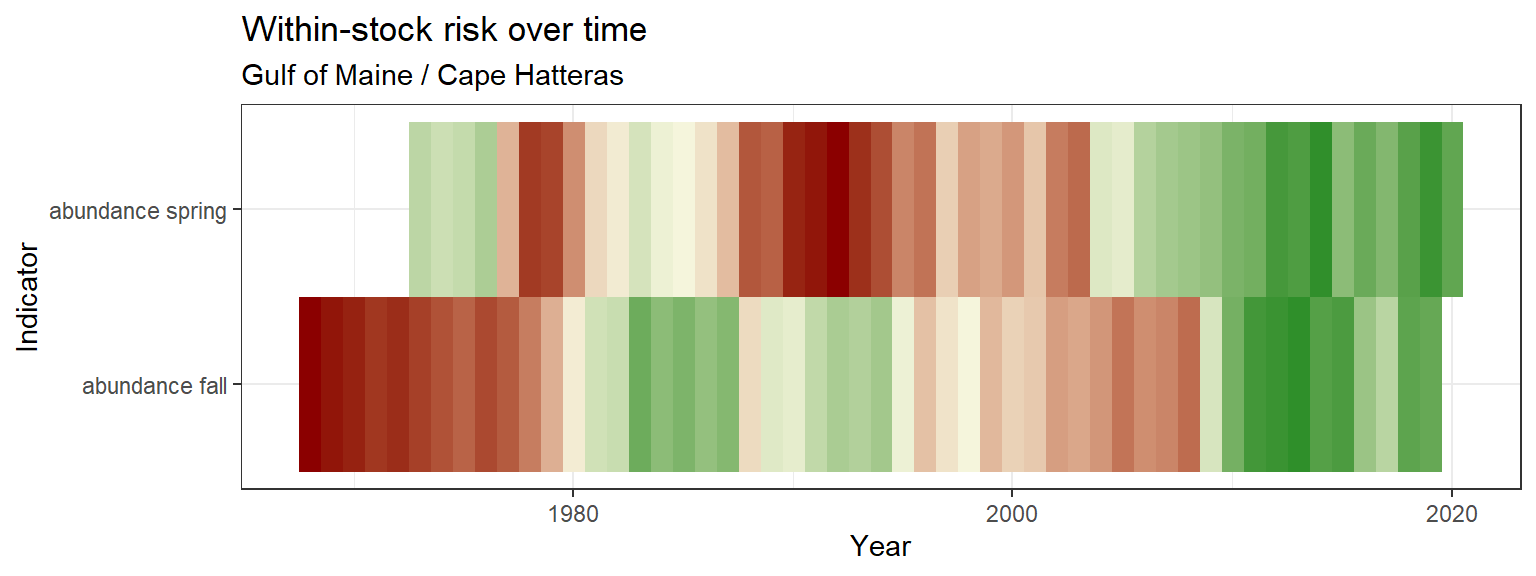 Within-stock risk over time
Gulf of Maine / Cape Hatteras
Indicator
abundance spring
abundance fall
1980
2000
2020
Year